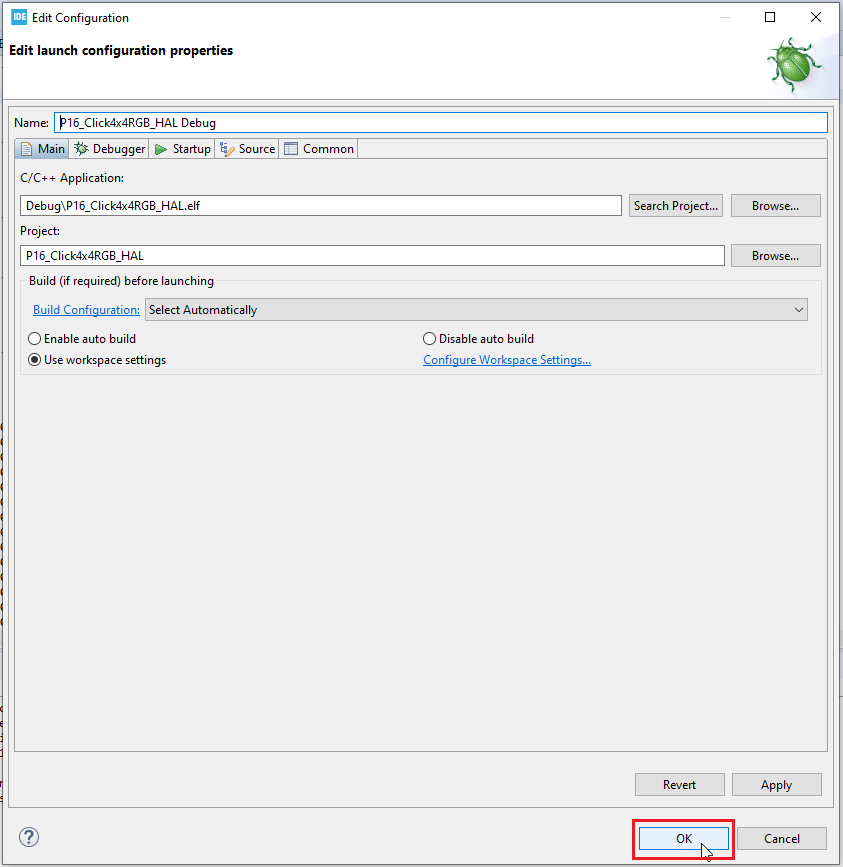 IDE Edit Configuration
Edit launch configuration properties
Name: P16_Click4x4RGB_HAL Debug
Main Debugger Startup Source Common
C/C++ Application:
Debug\P16_Click4x4RGB_HAL.elf Search Project... Browse...
Project:
P16_Click4x4RGB_HAL Browse...
Build (if required) before launching
Build Configuration: Select Automatically
Enable auto build Disable auto build
Use workspace settings Configure Workspace Settings...
Revert Apply
? OK Cancel